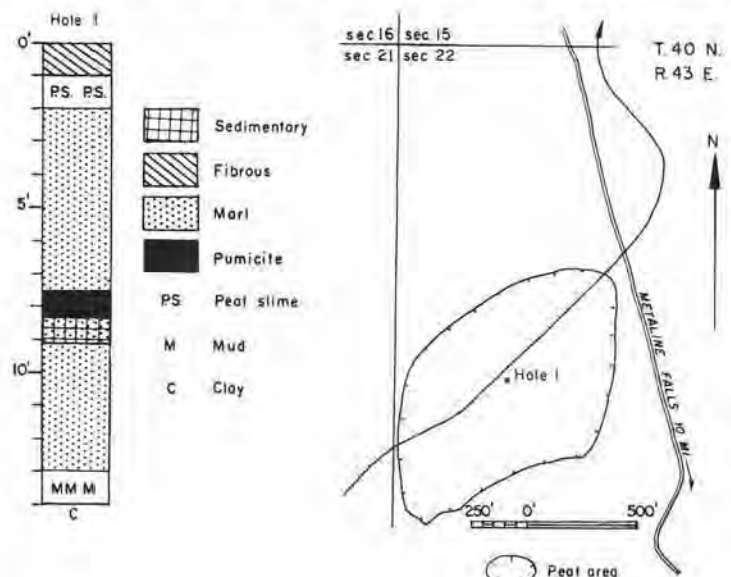 Hole 1
0'
P.S. P.S.
5'
10'
MM M
C
Sedimentary
Fibrous
Marl
Pumicite
PS Peat slime
M Mud
C Clay
sec 16 sec 15
sec 21 sec 22
T. 40 N.
R. 43 E.
N
METALINE FALLS 10 MI
Hole 1
250' 0' 500'
Peat area